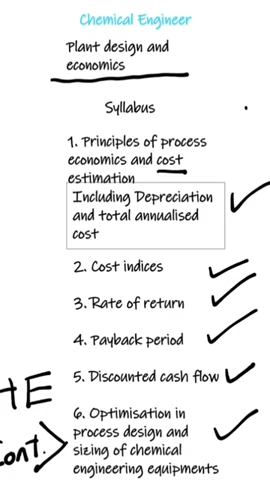 Chemical Engineer
Plant design and
economics
Syllabus
1. Principles of process
economics and cost
estimation
Including Depreciation
and total annualised
cost
2. Cost indices
3. Rate of return
4. Payback period
5. Discounted cash flow
6. Optimisation in
process design and
sizing of chemical
engineering equipments